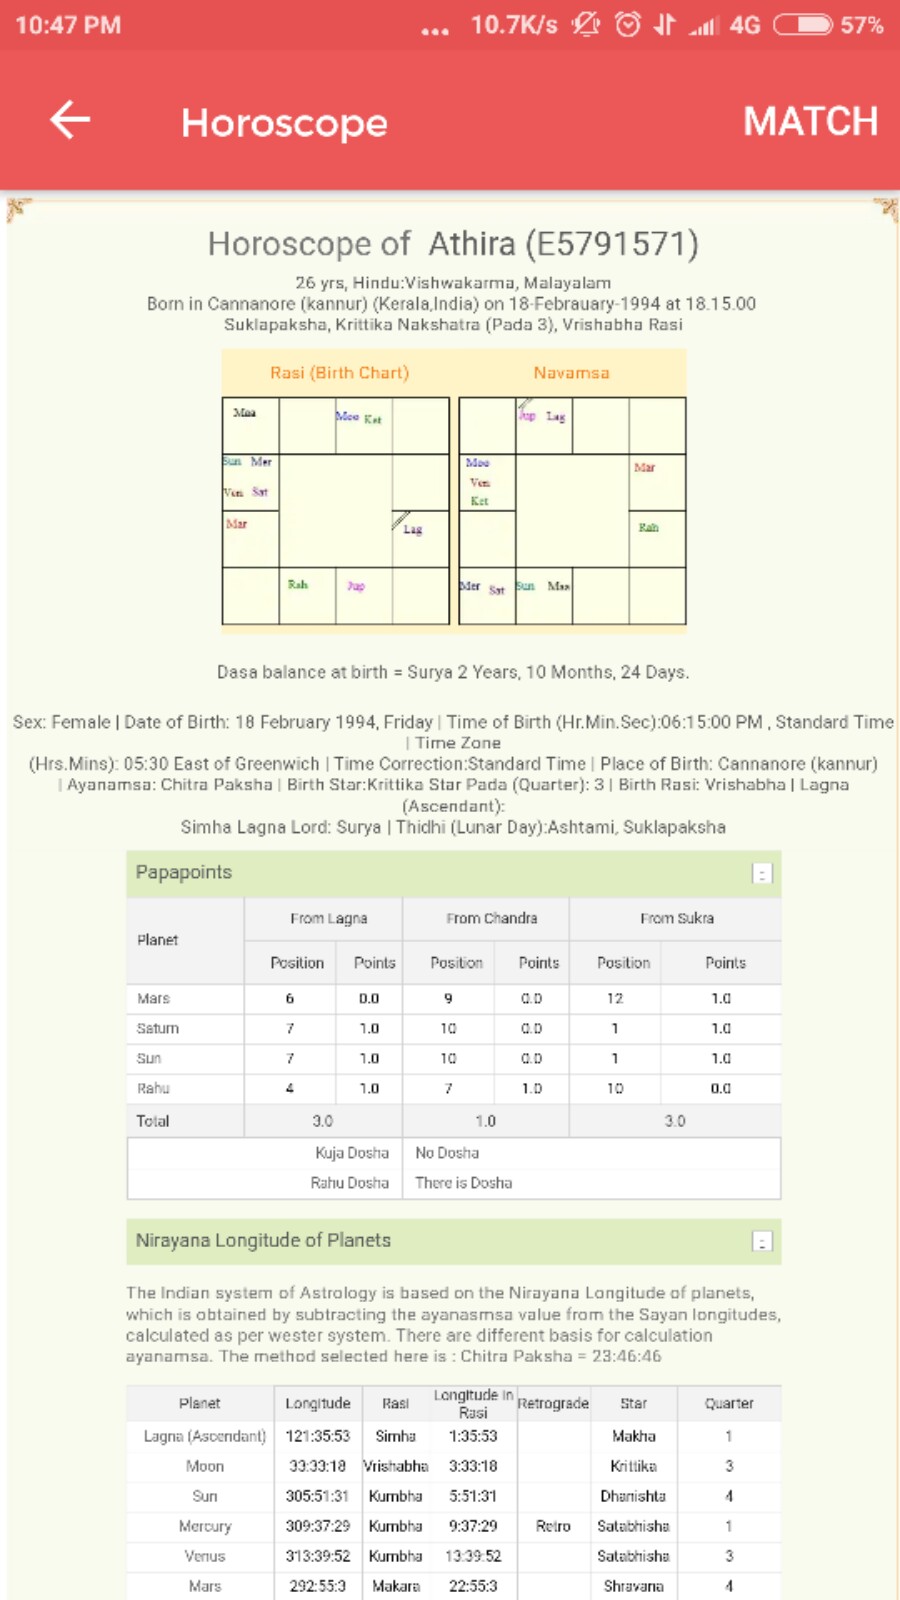 10:47 PM ... 10.7K/s 4G 57%
Horoscope MATCH
Horoscope of Athira (E5791571)
26 yrs, Hindu:Vishwakarma, Malayalam
Born in Cannanore (kannur) (Kerala,India) on 18-Febrauary-1994 at 18.15.00
Suklapaksha, Krittika Nakshatra (Pada 3), Vrishabha Rasi
Rasi (Birth Chart) Navamsa
Maa Moo Ket Jup Lag
Sun Mer Moo Mar
Ven Sat Ven
Ket
Mar Lag Rah
Rah Jup Mer Sat Sun Maa
Dasa balance at birth = Surya 2 Years, 10 Months, 24 Days.
Sex: Female | Date of Birth: 18 February 1994, Friday | Time of Birth (Hr.Min.Sec):06:15:00 PM , Standard Time
| Time Zone
(Hrs.Mins): 05:30 East of Greenwich | Time Correction:Standard Time | Place of Birth: Cannanore (kannur)
| Ayanamsa: Chitra Paksha | Birth Star:Krittika Star Pada (Quarter): 3 | Birth Rasi: Vrishabha | Lagna
(Ascendant):
Simha Lagna Lord: Surya | Thidhi (Lunar Day):Ashtami, Suklapaksha
Papapoints
Planet From Lagna From Chandra From Sukra
Position Points Position Points Position Points
Mars 6 0.0 9 0.0 12 1.0
Saturn 7 1.0 10 0.0 1 1.0
Sun 7 1.0 10 0.0 1 1.0
Rahu 4 1.0 7 1.0 10 0.0
Total 3.0 1.0 3.0
Kuja Dosha No Dosha
Rahu Dosha There is Dosha
Nirayana Longitude of Planets
The Indian system of Astrology is based on the Nirayana Longitude of planets,
which is obtained by subtracting the ayanasmsa value from the Sayan longitudes,
calculated as per wester system. There are different basis for calculation
ayanamsa. The method selected here is : Chitra Paksha = 23:46:46
Planet Longitude Rasi Longitude in Rasi Retrograde Star Quarter
Lagna (Ascendant) 121:35:53 Simha 1:35:53 Makha 1
Moon 33:33:18 Vrishabha 3:33:18 Krittika 3
Sun 305:51:31 Kumbha 5:51:31 Dhanishta 4
Mercury 309:37:29 Kumbha 9:37:29 Retro Satabhisha 1
Venus 313:39:52 Kumbha 13:39:52 Satabhisha 3
Mars 292:55:3 Makara 22:55:3 Shravana 4